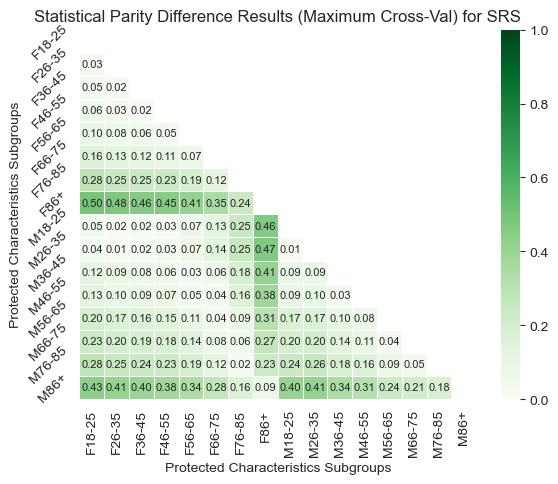 Statistical Parity Difference Results (Maximum Cross-Val) for SRS
Protected Characteristics Subgroups
F18-25
F26-35 0.03
F36-45 0.05 0.02
F46-55 0.06 0.03 0.02
F56-65 0.10 0.08 0.06 0.05
F66-75 0.16 0.13 0.12 0.11 0.07
F76-85 0.28 0.25 0.25 0.23 0.19 0.12
F86+ 0.50 0.48 0.46 0.45 0.41 0.35 0.24
M18-25 0.05 0.02 0.02 0.03 0.07 0.13 0.25 0.46
M26-35 0.04 0.01 0.02 0.03 0.07 0.14 0.25 0.47 0.01
M36-45 0.12 0.09 0.08 0.06 0.03 0.06 0.18 0.41 0.09 0.09
M46-55 0.13 0.10 0.09 0.07 0.05 0.04 0.16 0.38 0.09 0.10 0.03
M56-65 0.20 0.17 0.16 0.15 0.11 0.04 0.09 0.31 0.17 0.17 0.10 0.08
M66-75 0.23 0.20 0.19 0.18 0.14 0.08 0.06 0.27 0.20 0.20 0.14 0.11 0.04
M76-85 0.28 0.25 0.24 0.23 0.19 0.12 0.02 0.23 0.24 0.26 0.18 0.16 0.09 0.05
M86+ 0.43 0.41 0.40 0.38 0.34 0.28 0.16 0.09 0.40 0.41 0.34 0.31 0.24 0.21 0.18
F18-25 F26-35 F36-45 F46-55 F56-65 F66-75 F76-85 F86+ M18-25 M26-35 M36-45 M46-55 M56-65 M66-75 M76-85 M86+
Protected Characteristics Subgroups
1.0
0.8
0.6
0.4
0.2
0.0